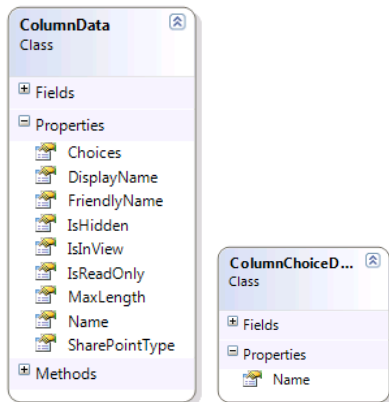 ColumnData
Class
Fields
Properties
Choices
DisplayName
FriendlyName
IsHidden
IsInView
IsReadOnly
MaxLength
Name
SharePointType
Methods
ColumnChoiceD...
Class
Fields
Properties
Name